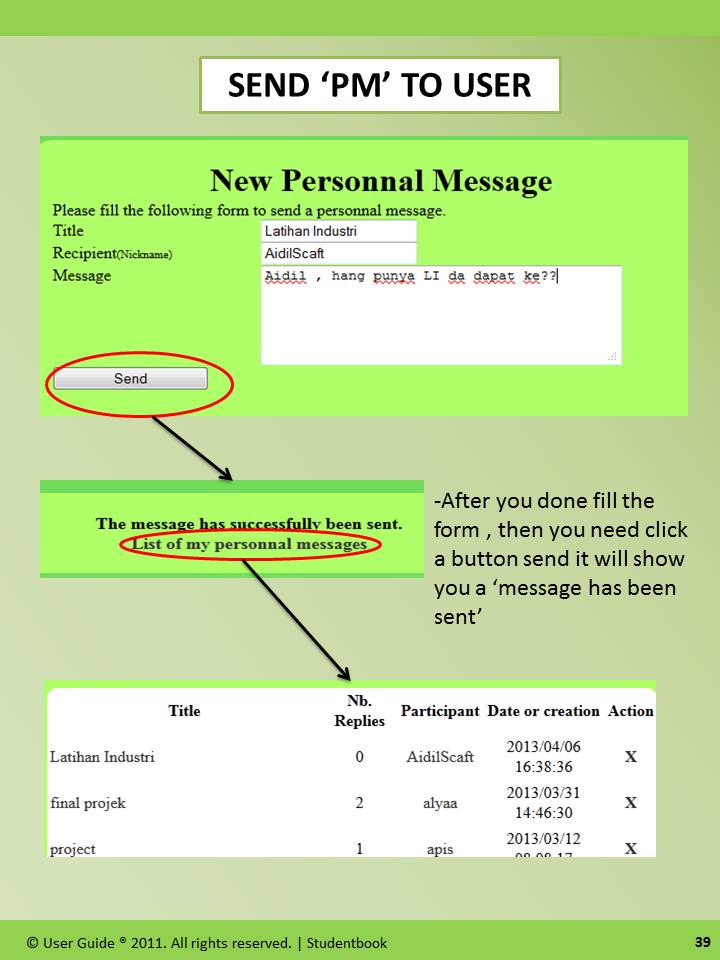 SEND ‘PM’ TO USER
New Personnal Message
Please fill the following form to send a personnal message.
Title Latihan Industri
Recipient(Nickname) AidilScaft
Message Aidil , hang punya LI da dapat ke??
Send
The message has successfully been sent.
List of my personnal messages
-After you done fill the
form , then you need click
a button send it will show
you a ‘message has been
sent’
Title Nb. Replies Participant Date or creation Action
Latihan Industri 0 AidilScaft 2013/04/06 16:38:36 X
final projek 2 alyaa 2013/03/31 14:46:30 X
project 1 apis 2013/03/12 X
© User Guide ® 2011. All rights reserved. | Studentbook 39